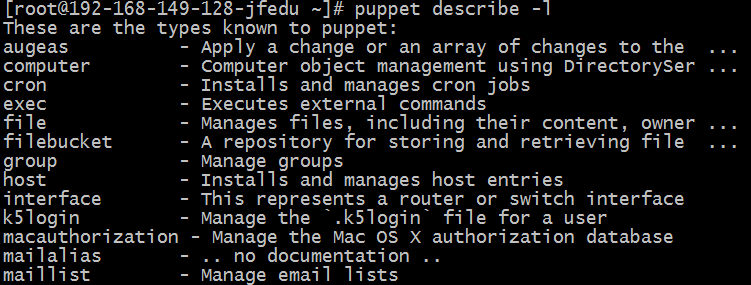 [root@192-168-149-128-jfedu ~]# puppet describe -l
These are the types known to puppet:
augeas          - Apply a change or an array of changes to the  ...
computer        - Computer object management using DirectorySer ...
cron            - Installs and manages cron jobs
exec            - Executes external commands
file            - Manages files, including their content, owner ...
filebucket      - A repository for storing and retrieving file  ...
group           - Manage groups
host            - Installs and manages host entries
interface       - This represents a router or switch interface
k5login         - Manage the `.k5login` file for a user
macauthorization - Manage the Mac OS X authorization database
mailalias       - .. no documentation ..
maillist        - Manage email lists